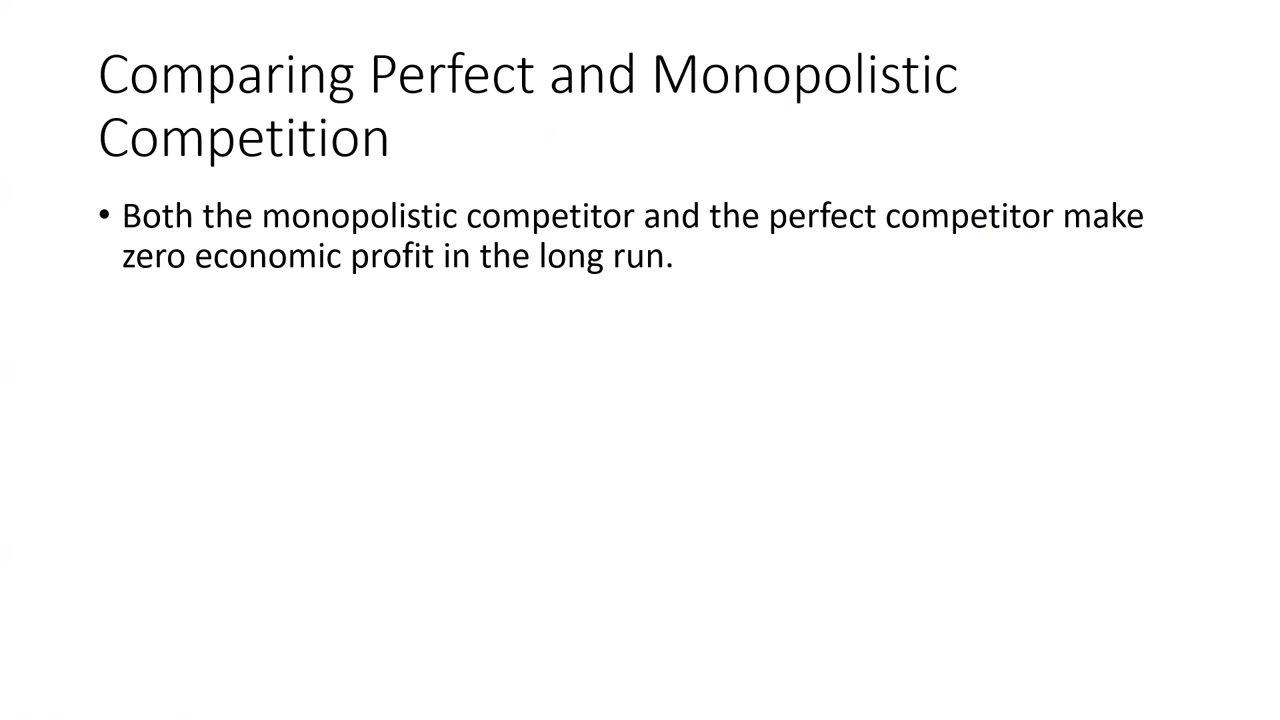 Comparing Perfect and Monopolistic
Competition
• Both the monopolistic competitor and the perfect competitor make
zero economic profit in the long run.